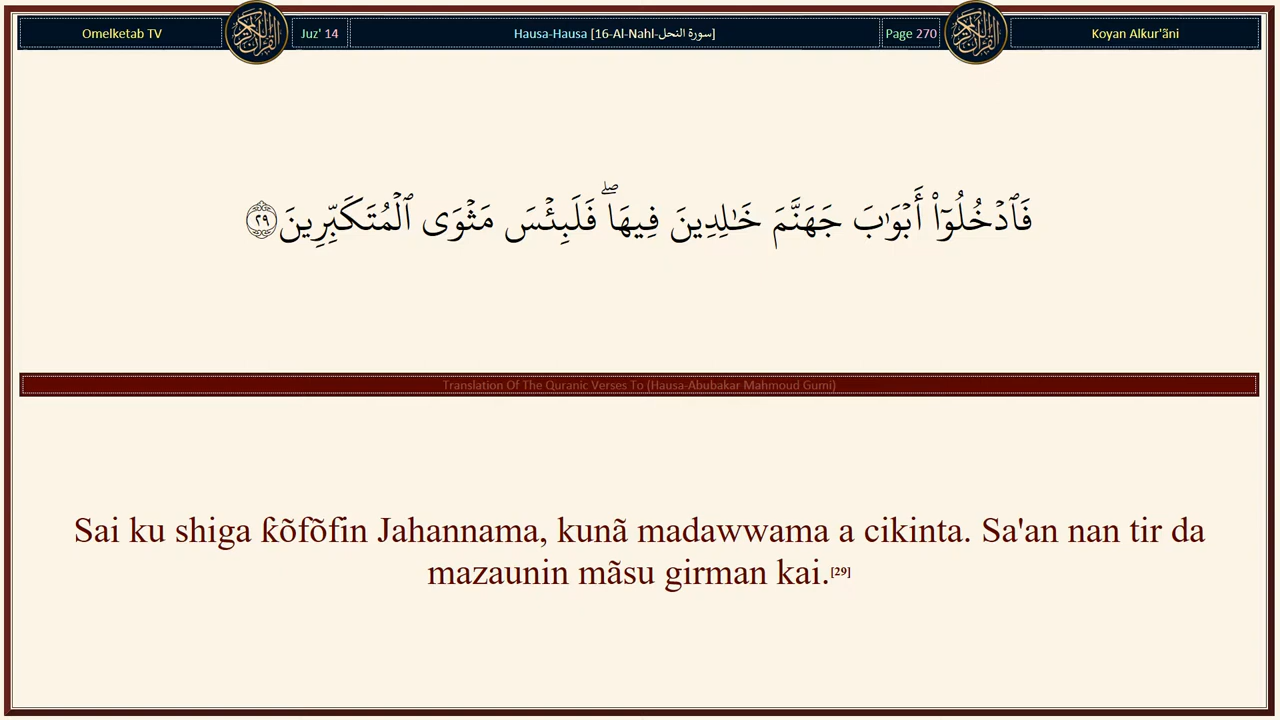 Omelketab TV
Juz' 14
Hausa-Hausa [16-Al-Nahl-سورة النحل]
Page 270
Koyan Alƙur'ãni
فَٱدۡخُلُوٓاْ أَبۡوَٰبَ جَهَنَّمَ خَٰلِدِينَ فِيهَاۖ فَلَبِئۡسَ مَثۡوَى ٱلۡمُتَكَبِّرِينَ ٢٩
Translation Of The Quranic Verses To (Hausa-Abubakar Mahmoud Gumi)
Sai ku shiga ƙõfõfin Jahannama, kunã madawwama a cikinta. Sa'an nan tir da
mazaunin mãsu girman kai.[29]